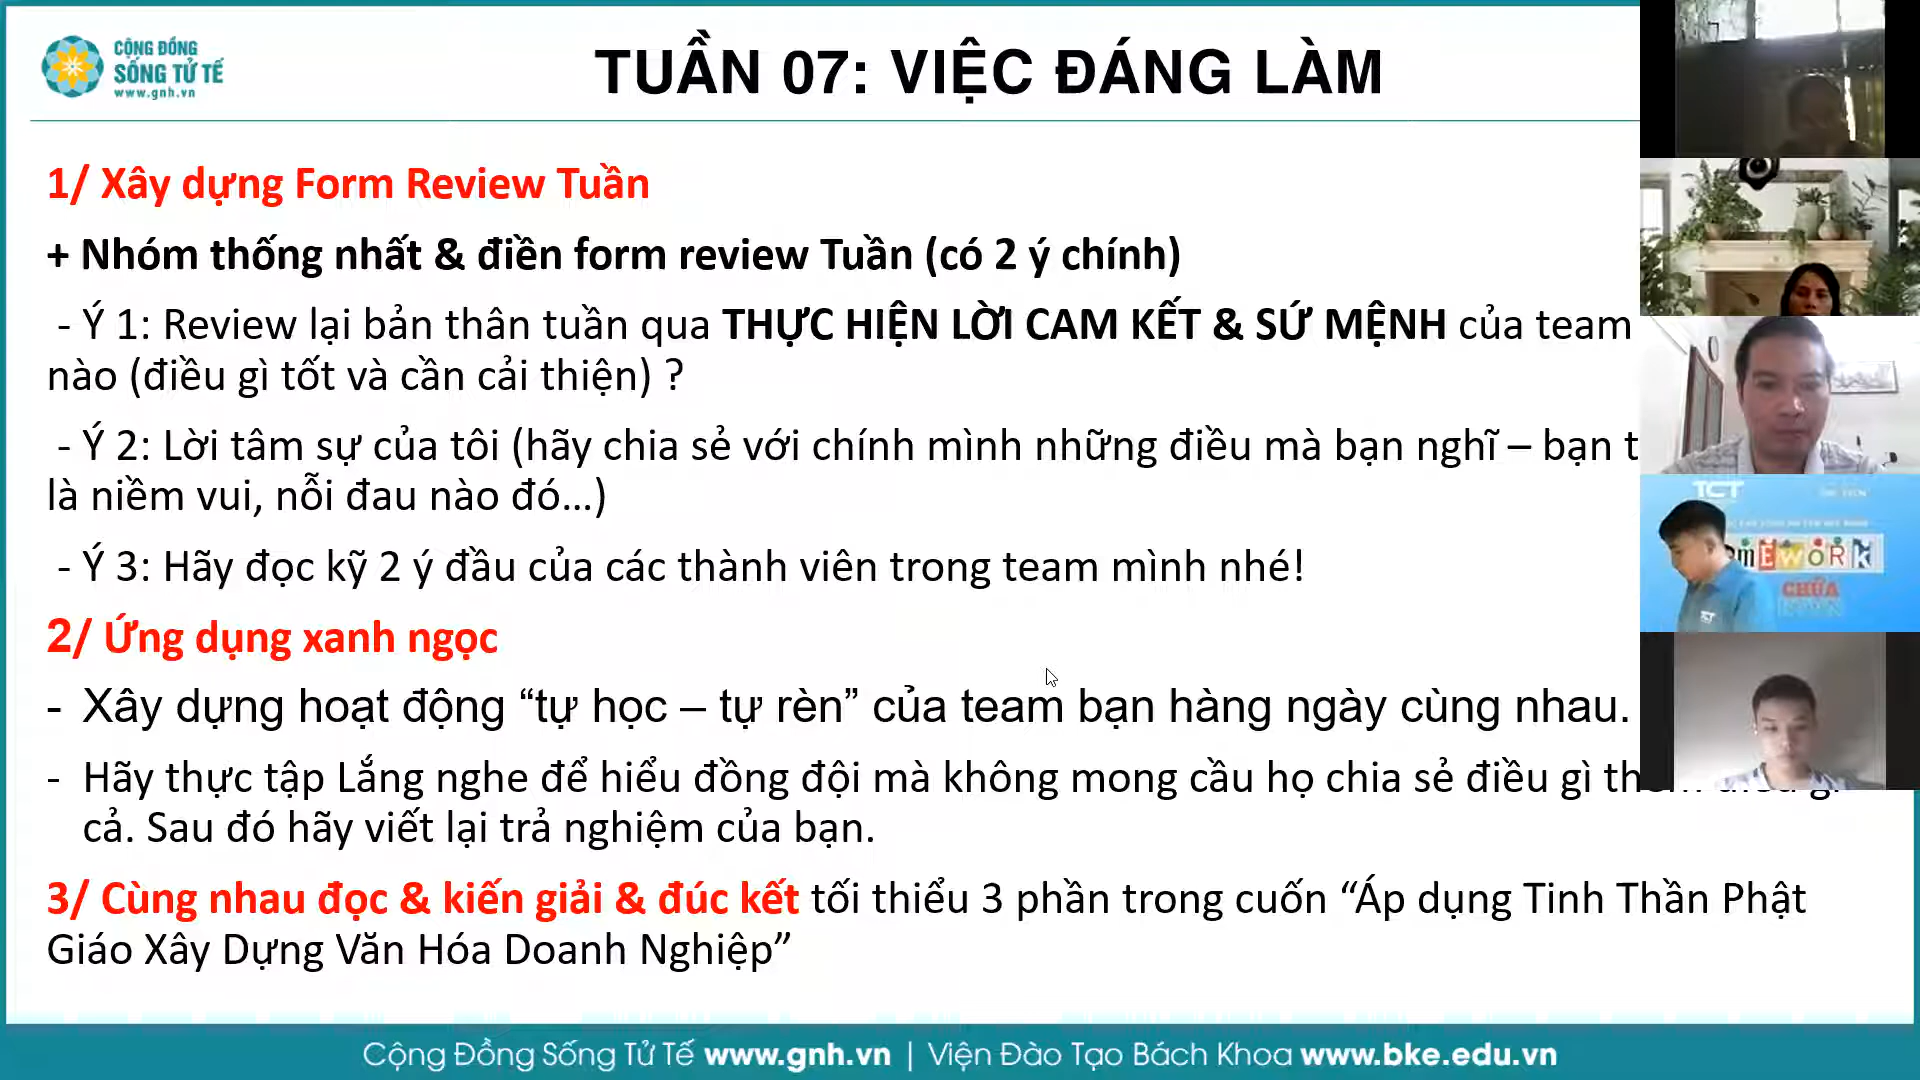 CỘNG ĐỒNG
SỐNG TỬ TẾ
www.gnh.vn
TUẦN 07: VIỆC ĐÁNG LÀM
1/ Xây dựng Form Review Tuần
+ Nhóm thống nhất & điền form review Tuần (có 2 ý chính)
- Ý 1: Review lại bản thân tuần qua THỰC HIỆN LỜI CAM KẾT & SỨ MỆNH của team
nào (điều gì tốt và cần cải thiện) ?
- Ý 2: Lời tâm sự của tôi (hãy chia sẻ với chính mình những điều mà bạn nghĩ – bạn
là niềm vui, nỗi đau nào đó...)
- Ý 3: Hãy đọc kỹ 2 ý đầu của các thành viên trong team mình nhé!
2/ Ứng dụng xanh ngọc
- Xây dựng hoạt động “tự học – tự rèn” của team bạn hàng ngày cùng nhau.
- Hãy thực tập Lắng nghe để hiểu đồng đội mà không mong cầu họ chia sẻ điều gì
cả. Sau đó hãy viết lại trả nghiệm của bạn.
3/ Cùng nhau đọc & kiến giải & đúc kết tối thiểu 3 phần trong cuốn “Áp dụng Tinh Thần Phật
Giáo Xây Dựng Văn Hóa Doanh Nghiệp”
Cộng Đồng Sống Tử Tế www.gnh.vn | Viện Đào Tạo Bách Khoa www.bke.edu.vn
TCT
EWORK
CHỮA